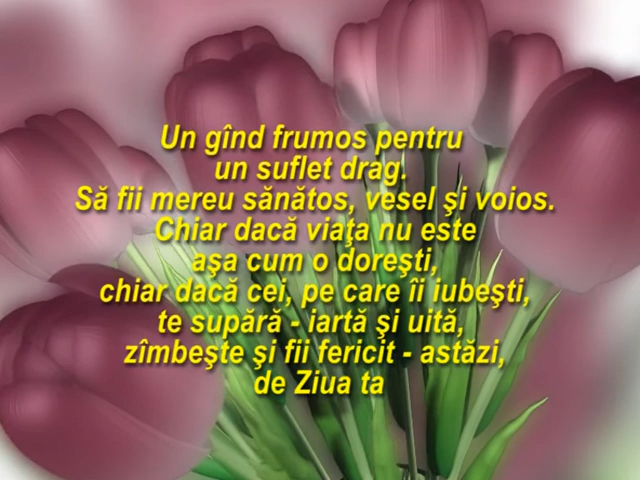 Un gînd frumos pentru
un suflet drag.
Să fii mereu sănătos, vesel şi voios.
Chiar dacă viaţa nu este
aşa cum o doreşti,
chiar dacă cei, pe care îi iubeşti,
te supără - iartă şi uită,
zîmbeşte şi fii fericit - astăzi,
de Ziua ta